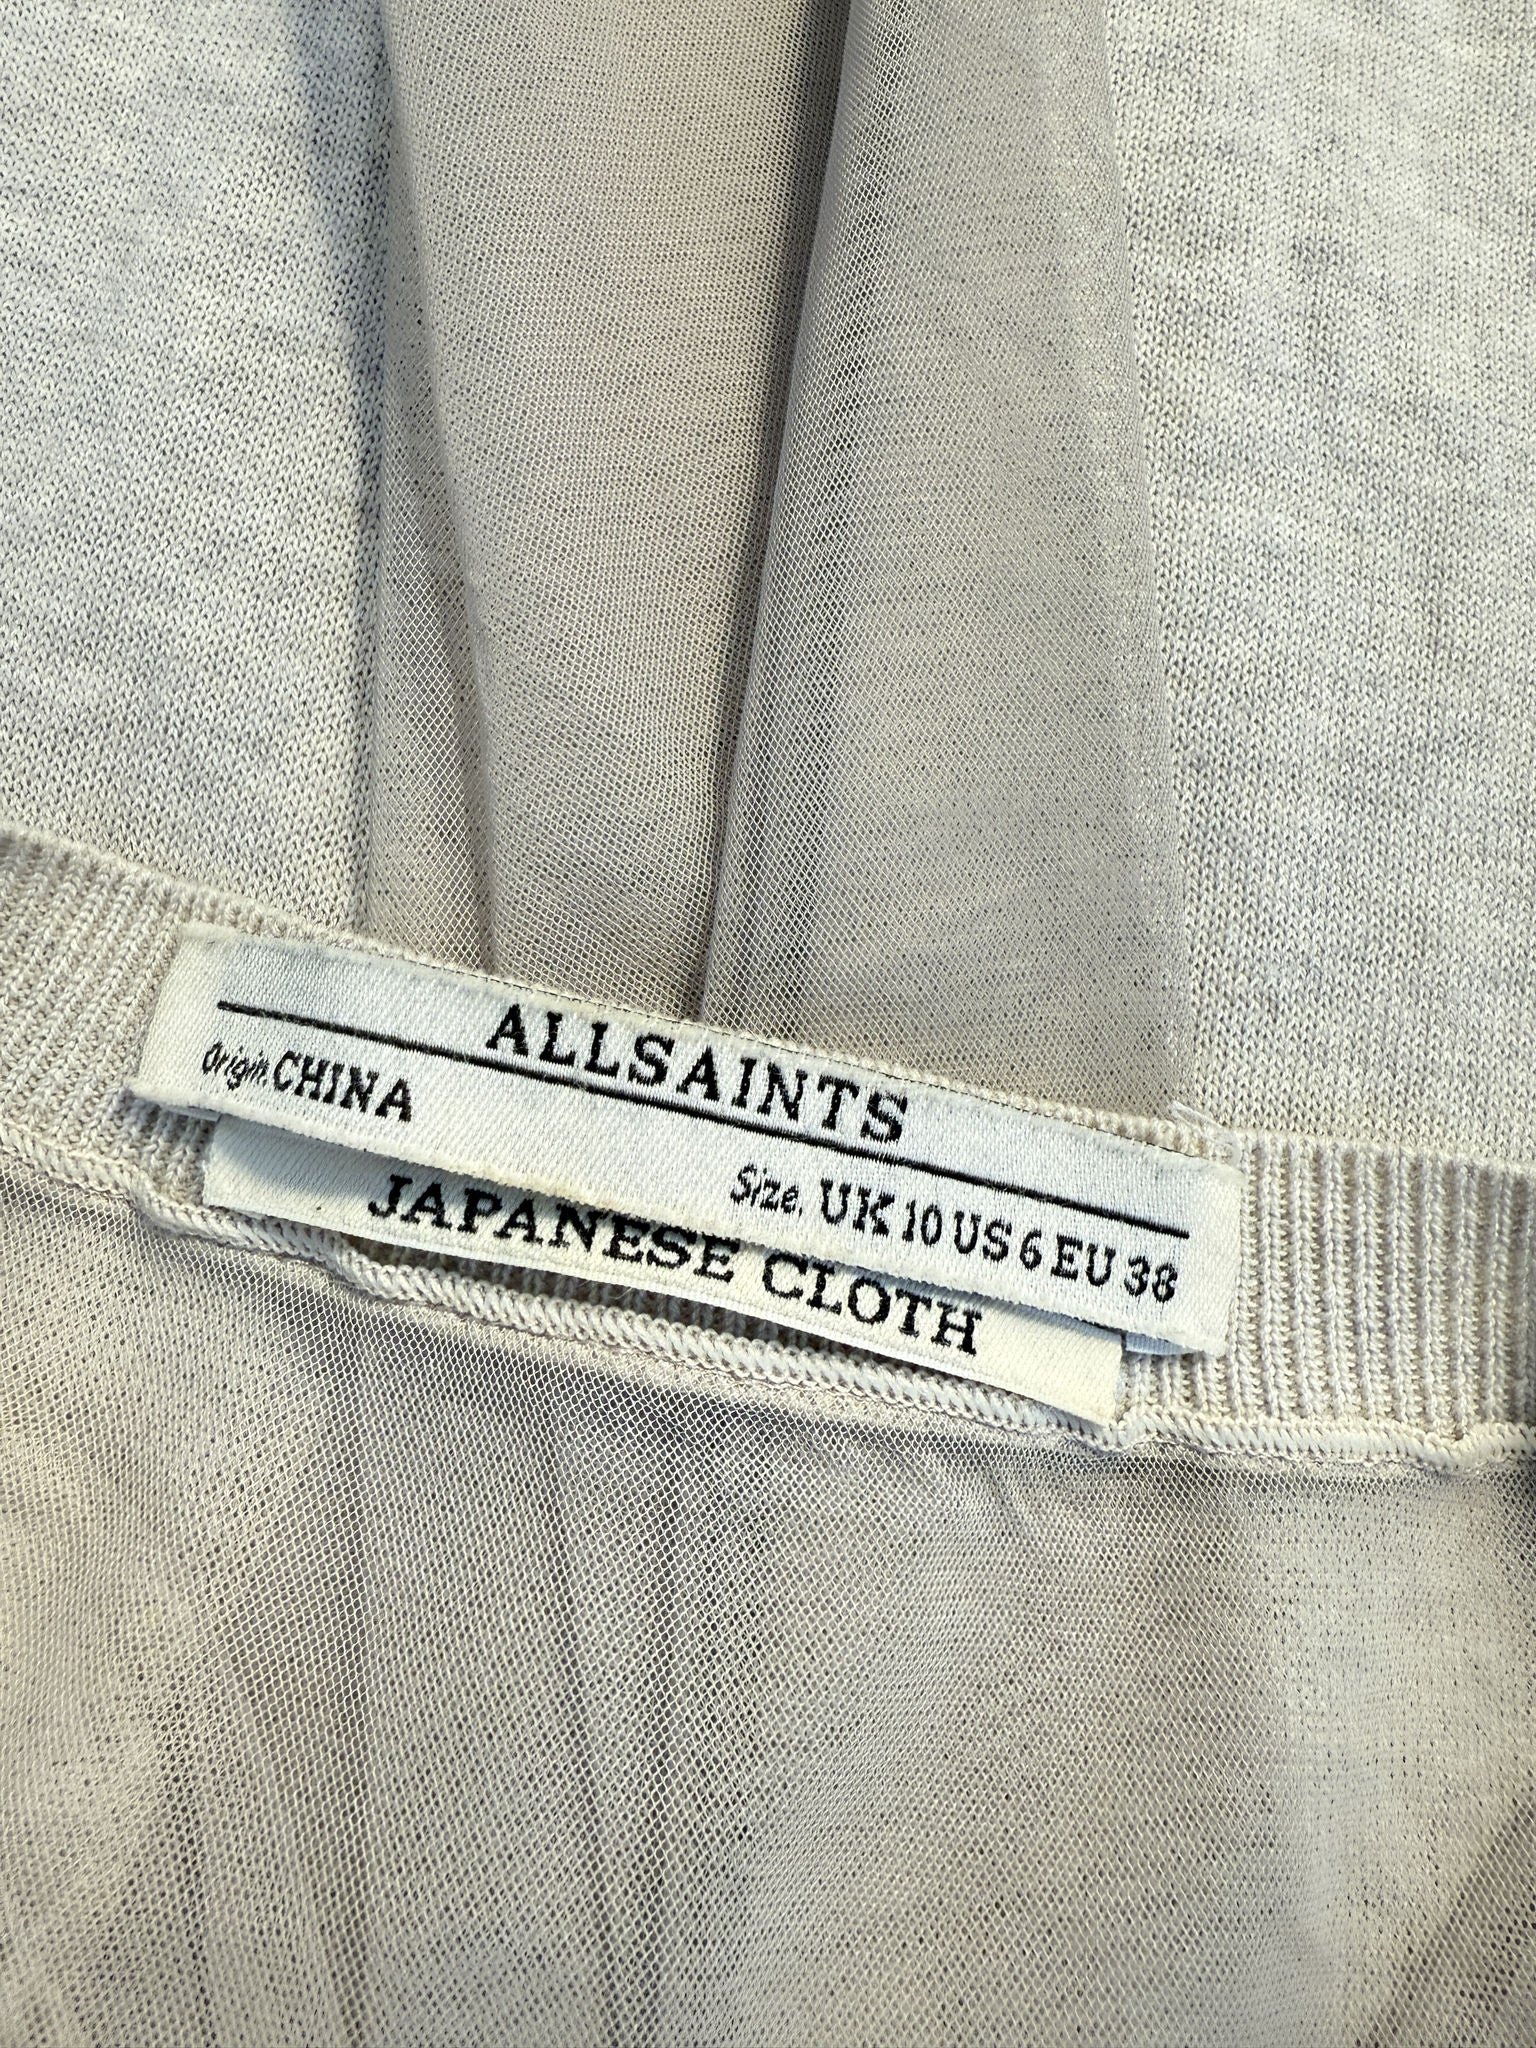 ALLSAINTS
Origin. CHINA
Size. UK 10 US 6 EU 38
JAPANESE CLOTH